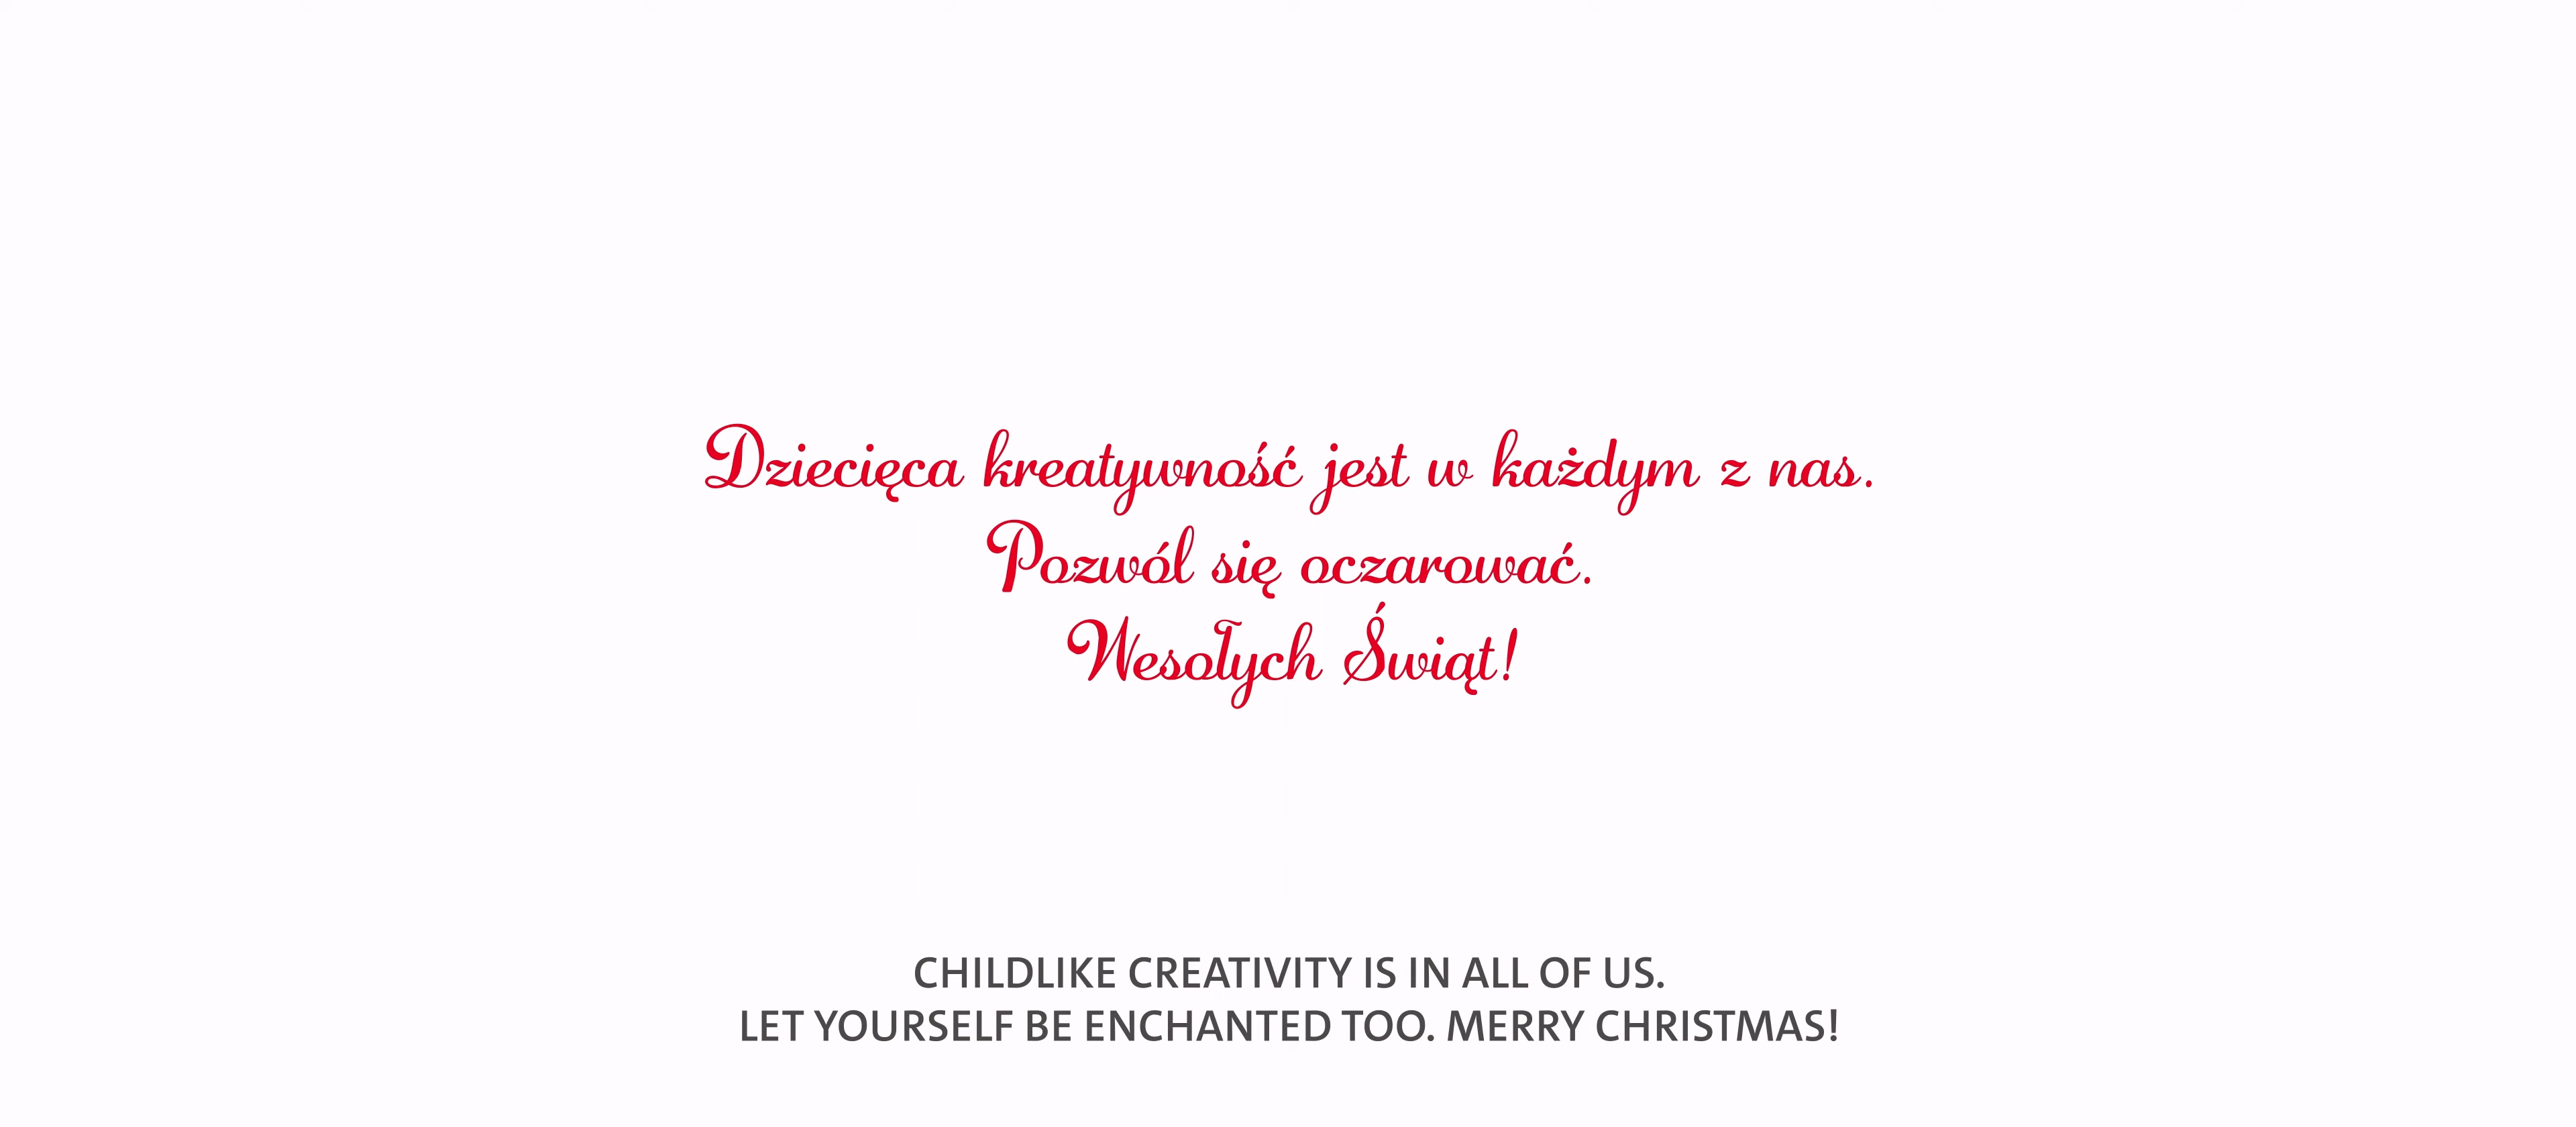 Dziecięca kreatywność jest w każdym z nas.
Pozwól się oczarować.
Wesołych Świąt!
CHILDLIKE CREATIVITY IS IN ALL OF US.
LET YOURSELF BE ENCHANTED TOO. MERRY CHRISTMAS!